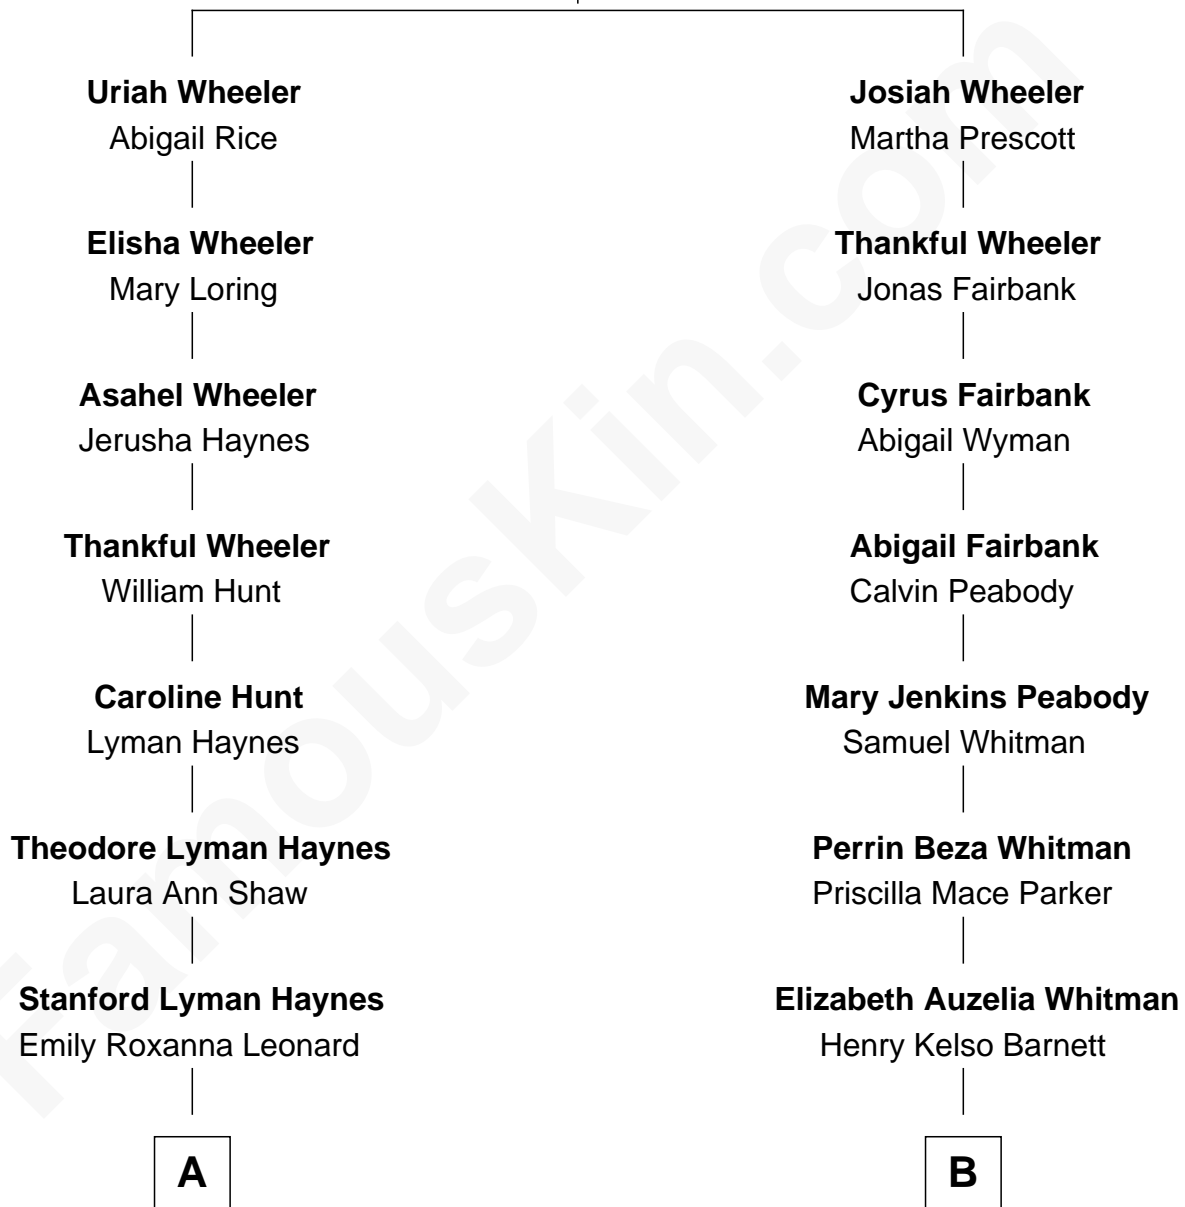 Uriah Wheeler
Abigail Rice
Josiah Wheeler
Martha Prescott
Elisha Wheeler
Mary Loring
Thankful Wheeler
Jonas Fairbank
Asahel Wheeler
Jerusha Haynes
Cyrus Fairbank
Abigail Wyman
Thankful Wheeler
William Hunt
Abigail Fairbank
Calvin Peabody
Caroline Hunt
Lyman Haynes
Mary Jenkins Peabody
Samuel Whitman
Theodore Lyman Haynes
Laura Ann Shaw
Perrin Beza Whitman
Priscilla Mace Parker
Stanford Lyman Haynes
Emily Roxanna Leonard
Elizabeth Auzelia Whitman
Henry Kelso Barnett
A
B
FamousKin.com